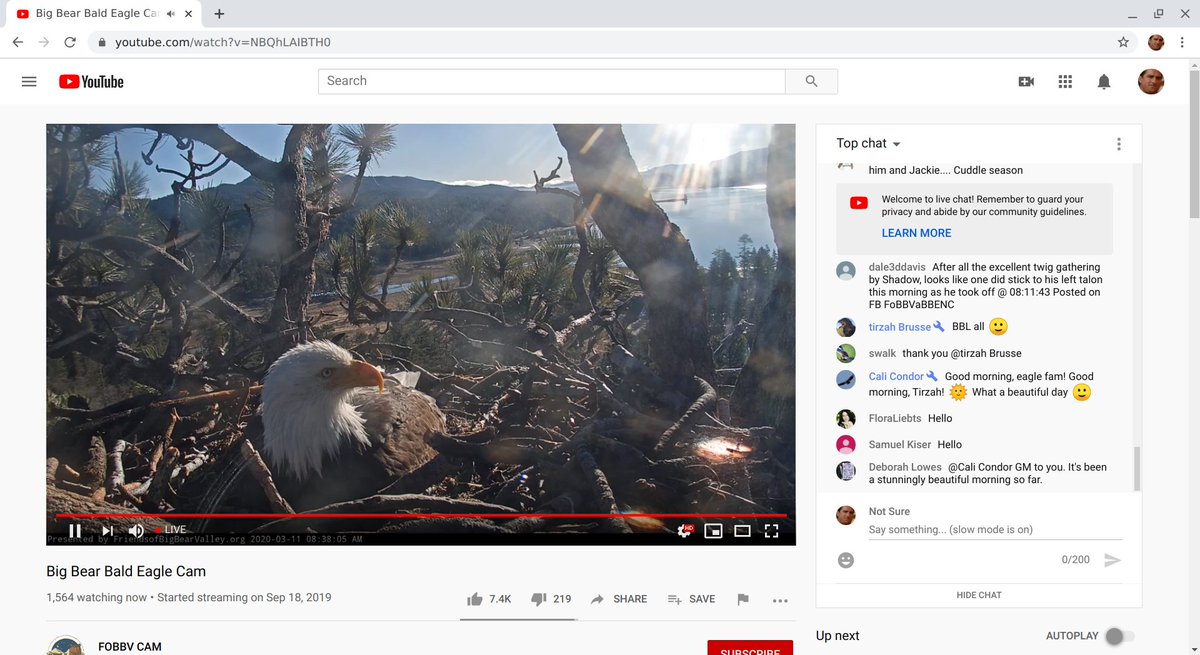 Big Bear Bald Eagle Ca
youtube.com/watch?v=NBQhLAIBTH0
YouTube
Search
LIVE
HD
Presented by FriendsofBigBearValley.org 2020-03-11 08:38:05 AM
Big Bear Bald Eagle Cam
1,564 watching now • Started streaming on Sep 18, 2019
7.4K
219
SHARE
SAVE
FOBBV CAM
SUBSCRIBE
Top chat
him and Jackie.... Cuddle season
Welcome to live chat! Remember to guard your
privacy and abide by our community guidelines.
LEARN MORE
dale3ddavis After all the excellent twig gathering
by Shadow, looks like one did stick to his left talon
this morning as he took off @ 08:11:43 Posted on
FB FoBBVaBBENC
tirzah Brusse BBL all 🙂
swalk thank you @tirzah Brusse
Cali Condor Good morning, eagle fam! Good
morning, Tirzah! 🌞 What a beautiful day 🙂
FloraLiebts Hello
Samuel Kiser Hello
Deborah Lowes @Cali Condor GM to you. It's been
a stunningly beautiful morning so far.
Not Sure
Say something... (slow mode is on)
0/200
HIDE CHAT
Up next
AUTOPLAY